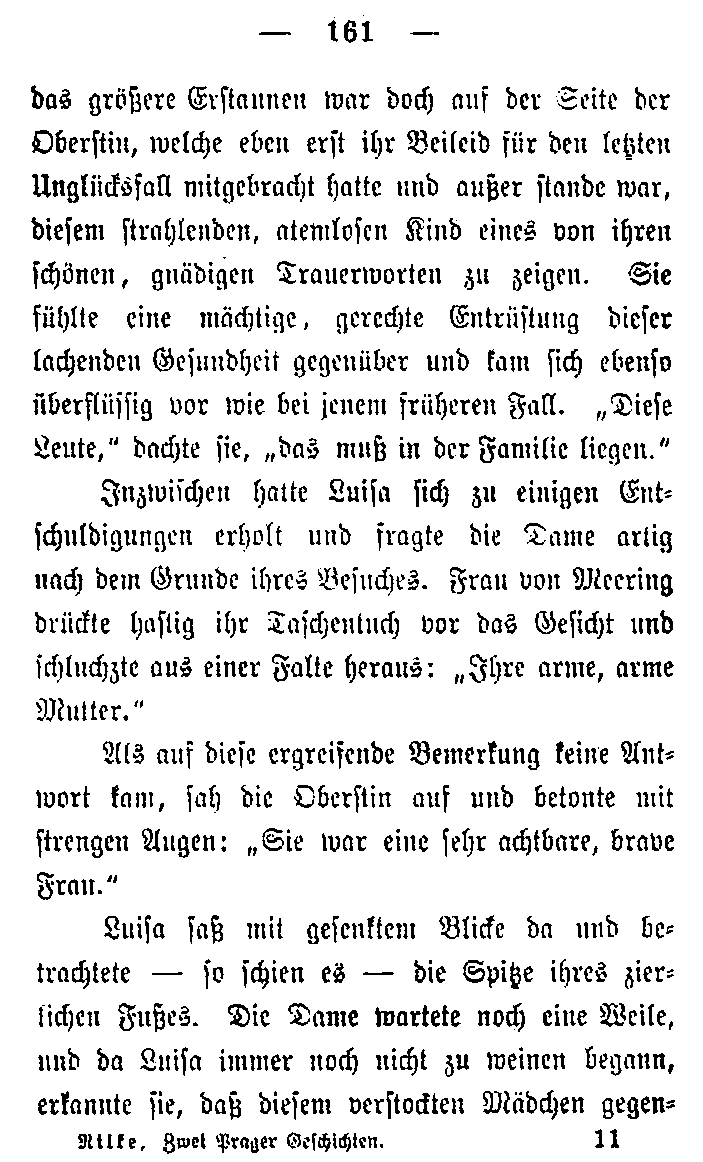 — 161 —
das größere Erstaunen war doch auf der Seite der
Oberstin, welche eben erst ihr Beileid für den letzten
Unglücksfall mitgebracht hatte und außer stande war,
diesem strahlenden, atemlosen Kind eines von ihren
schönen, gnädigen Trauerworten zu zeigen. Sie
fühlte eine mächtige, gerechte Entrüstung dieser
lachenden Gesundheit gegenüber und kam sich ebenso
überflüssig vor wie bei jenem früheren Fall. „Diese
Leute,“ dachte sie, „das muß in der Familie liegen.“
Inzwischen hatte Luisa sich zu einigen Ent-
schuldigungen erholt und fragte die Dame artig
nach dem Grunde ihres Besuches. Frau von Meering
drückte hastig ihr Taschentuch vor das Gesicht und
schluchzte aus einer Falte heraus: „Ihre arme, arme
Mutter.“
Als auf diese ergreifende Bemerkung keine Ant-
wort kam, sah die Oberstin auf und betonte mit
strengen Augen: „Sie war eine sehr achtbare, brave
Frau.“
Luisa saß mit gesenktem Blicke da und be-
trachtete — so schien es — die Spitze ihres zier-
lichen Fußes. Die Dame wartete noch eine Weile,
und da Luisa immer noch nicht zu weinen begann,
erkannte sie, daß diesem verstockten Mädchen gegen-
Rilke, Zwei Prager Geschichten. 11